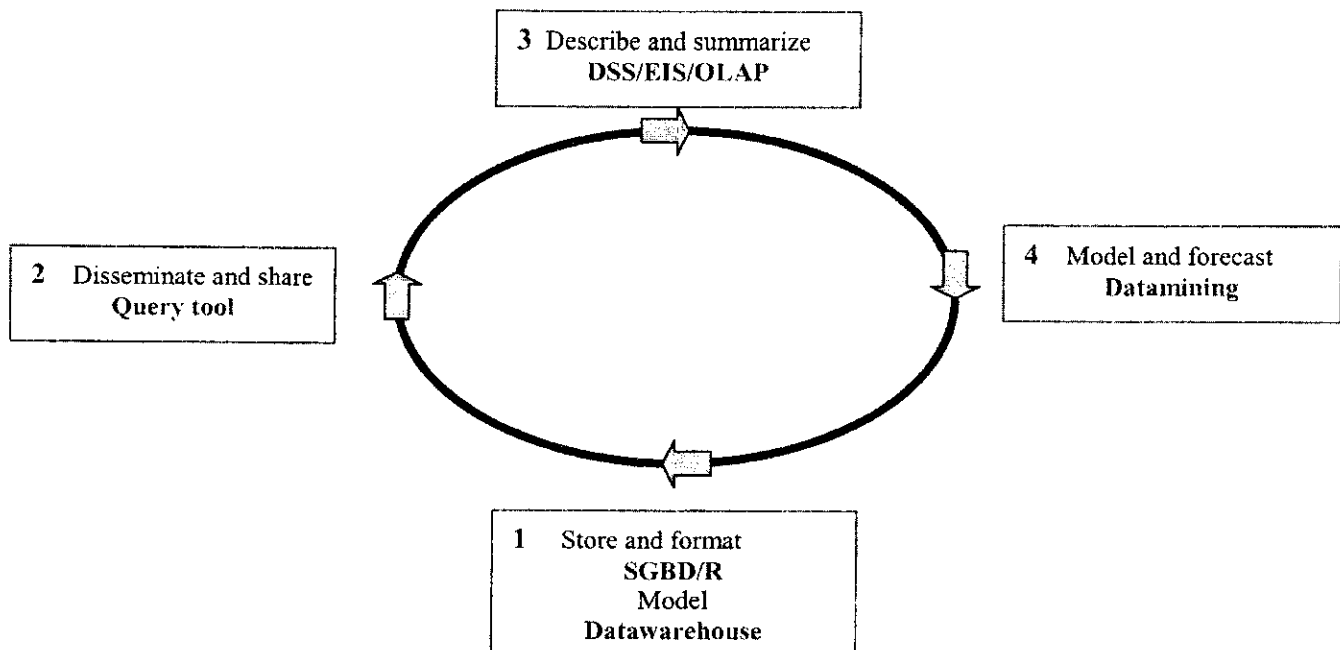 3 Describe and summarize
DSS/EIS/OLAP
2 Disseminate and share
Query tool
4 Model and forecast
Datamining
1 Store and format
SGBD/R
Model
Datawarehouse